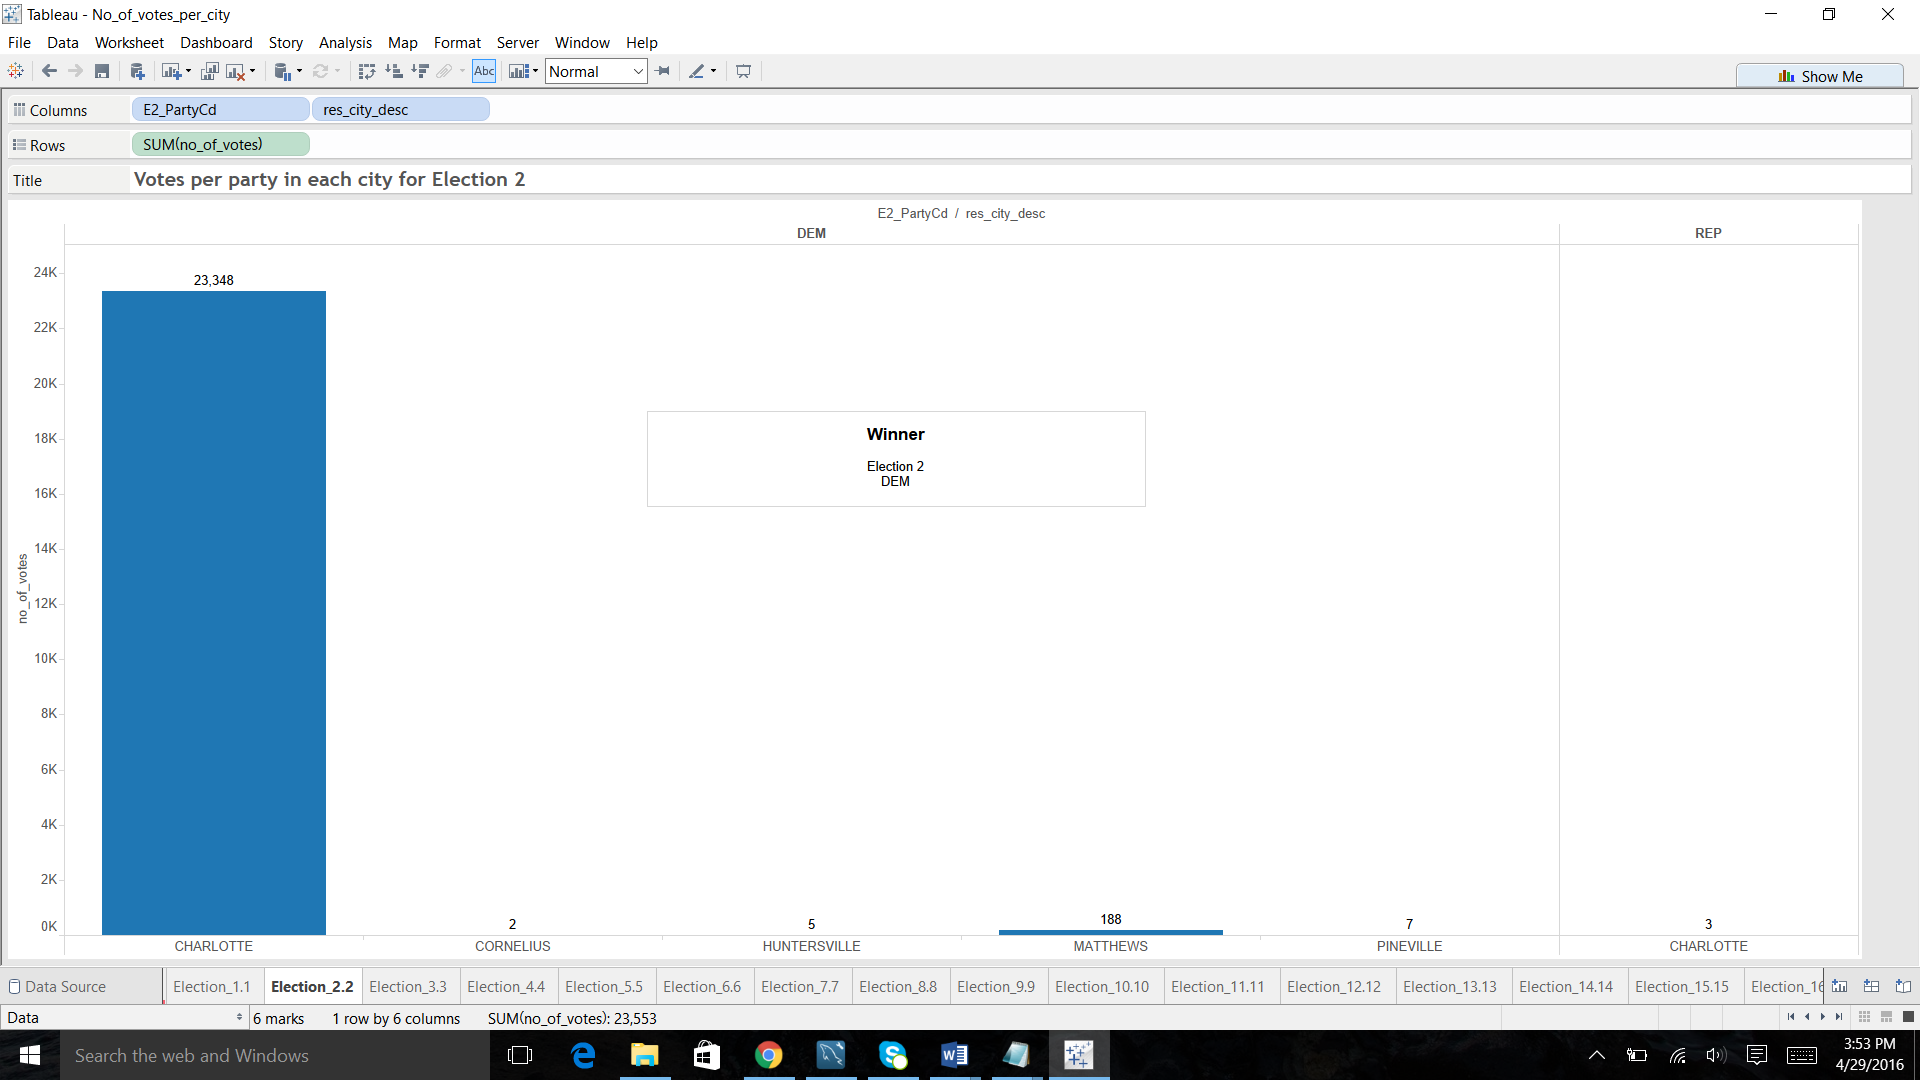 Tableau - No_of_votes_per_city
File Data Worksheet Dashboard Story Analysis Map Format Server Window Help
Abc Normal Show Me
Columns E2_PartyCd res_city_desc
Rows SUM(no_of_votes)
Title Votes per party in each city for Election 2
E2_PartyCd / res_city_desc
DEM REP
24K
23,348
22K
20K
18K
16K
14K
12K
10K
8K
6K
4K
2K
0K
no_of_votes
Winner
Election 2
DEM
2 5 188 7 3
CHARLOTTE CORNELIUS HUNTERSVILLE MATTHEWS PINEVILLE CHARLOTTE
Data Source Election_1.1 Election_2.2 Election_3.3 Election_4.4 Election_5.5 Election_6.6 Election_7.7 Election_8.8 Election_9.9 Election_10.10 Election_11.11 Election_12.12 Election_13.13 Election_14.14 Election_15.15 Election_16
Data 6 marks 1 row by 6 columns SUM(no_of_votes): 23,553
Search the web and Windows
3:53 PM
4/29/2016